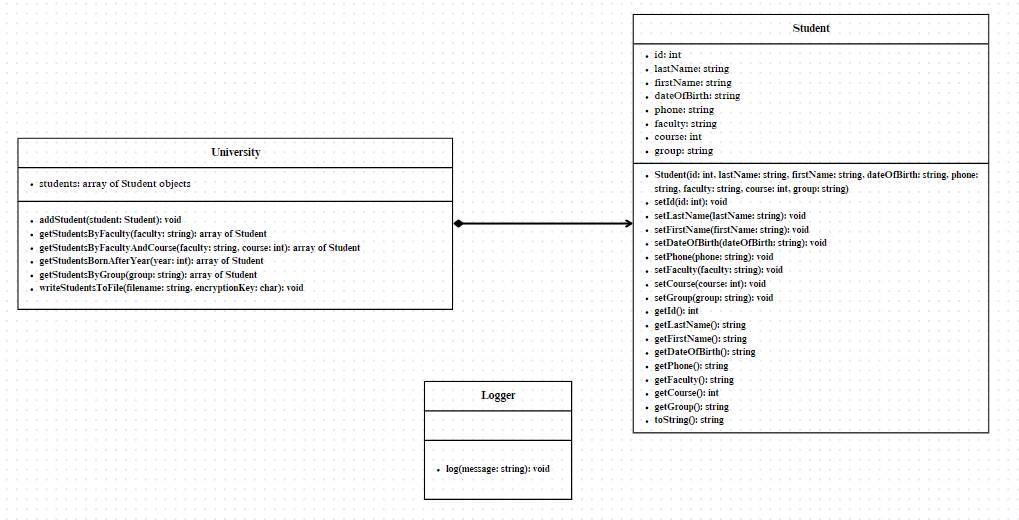 Student
id: int
lastName: string
firstName: string
dateOfBirth: string
phone: string
faculty: string
course: int
group: string
Student(id: int, lastName: string, firstName: string, dateOfBirth: string, phone:
string, faculty: string, course: int, group: string)
setId(id: int): void
setLastName(lastName: string): void
setFirstName(firstName: string): void
setDateOfBirth(dateOfBirth: string): void
setPhone(phone: string): void
setFaculty(faculty: string): void
setCourse(course: int): void
setGroup(group: string): void
getId(): int
getLastName(): string
getFirstName(): string
getDateOfBirth(): string
getPhone(): string
getFaculty(): string
getCourse(): int
getGroup(): string
toString(): string
University
students: array of Student objects
addStudent(student: Student): void
getStudentsByFaculty(faculty: string): array of Student
getStudentsByFacultyAndCourse(faculty: string, course: int): array of Student
getStudentsBornAfterYear(year: int): array of Student
getStudentsByGroup(group: string): array of Student
writeStudentsToFile(filename: string, encryptionKey: char): void
Logger
log(message: string): void